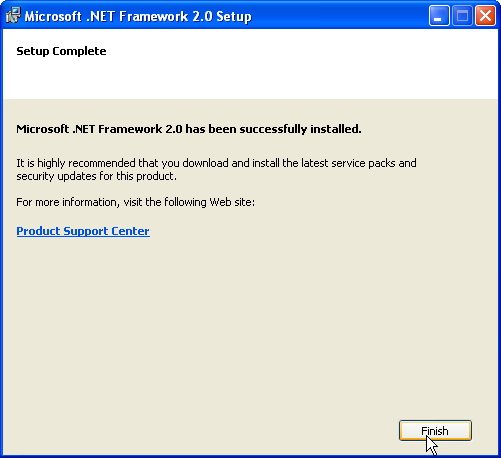 Microsoft .NET Framework 2.0 Setup
Setup Complete
Microsoft .NET Framework 2.0 has been successfully installed.
It is highly recommended that you download and install the latest service packs and
security updates for this product.
For more information, visit the following Web site:
Product Support Center
Finish